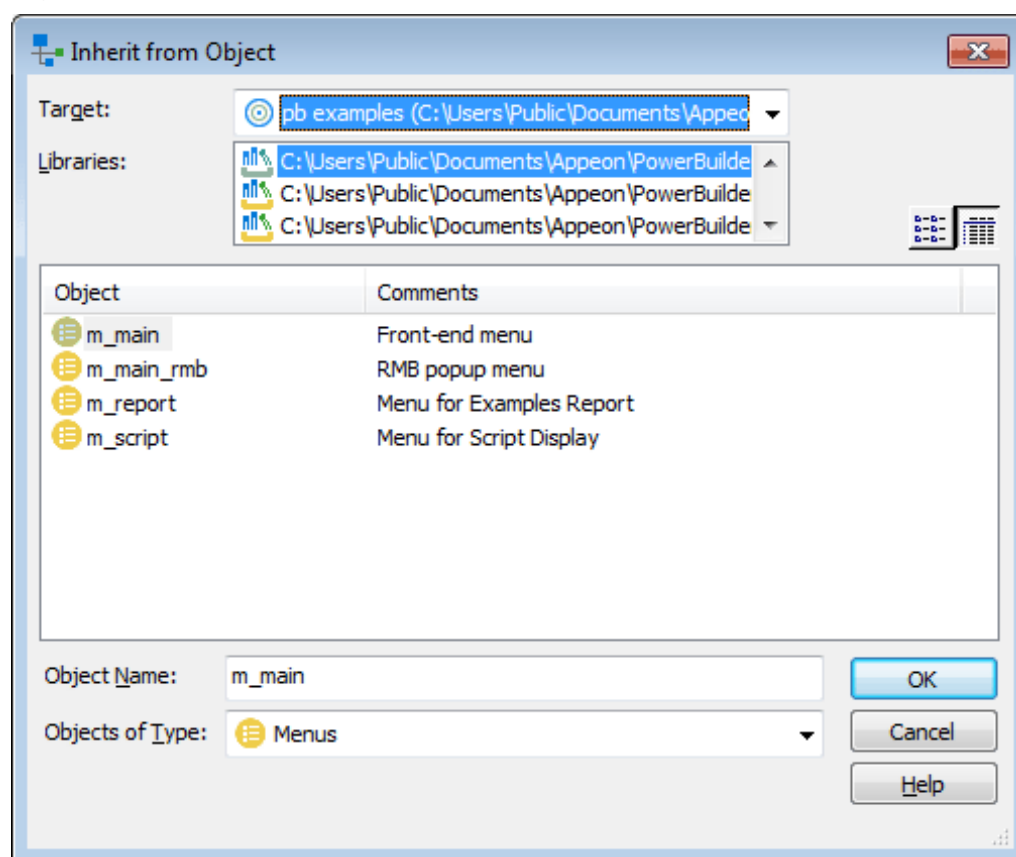 Inherit from Object
Target:
pb examples (C:\Users\Public\Documents\Appeo
Libraries:
C:\Users\Public\Documents\Appeon\PowerBuilde
C:\Users\Public\Documents\Appeon\PowerBuilde
C:\Users\Public\Documents\Appeon\PowerBuilde
Object Comments
m_main Front-end menu
m_main_rmb RMB popup menu
m_report Menu for Examples Report
m_script Menu for Script Display
Object Name: m_main
OK
Objects of Type: Menus
Cancel
Help